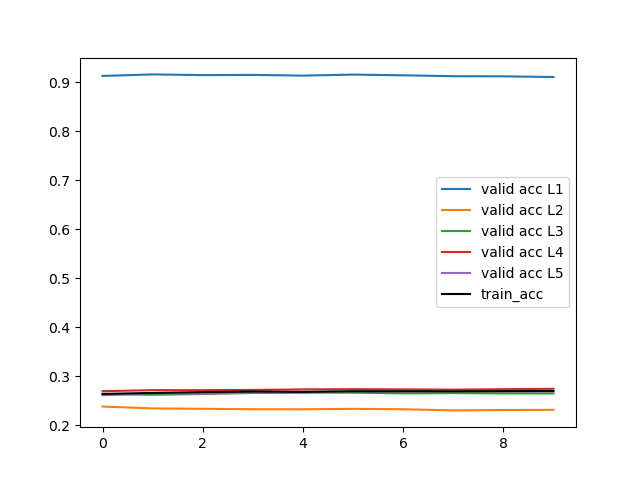 0.9
0.8
0.7
0.6
0.5
0.4
0.3
0.2
0 2 4 6 8
valid acc L1
valid acc L2
valid acc L3
valid acc L4
valid acc L5
train_acc